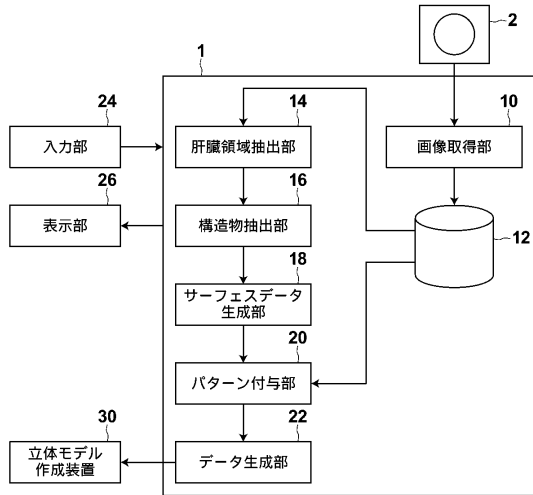 2
1
24
14
10
入力部
肝臓領域抽出部
画像取得部
26
16
表示部
構造物抽出部
12
18
サーフェスデータ
生成部
20
パターン付与部
30
22
立体モデル
作成装置
データ生成部